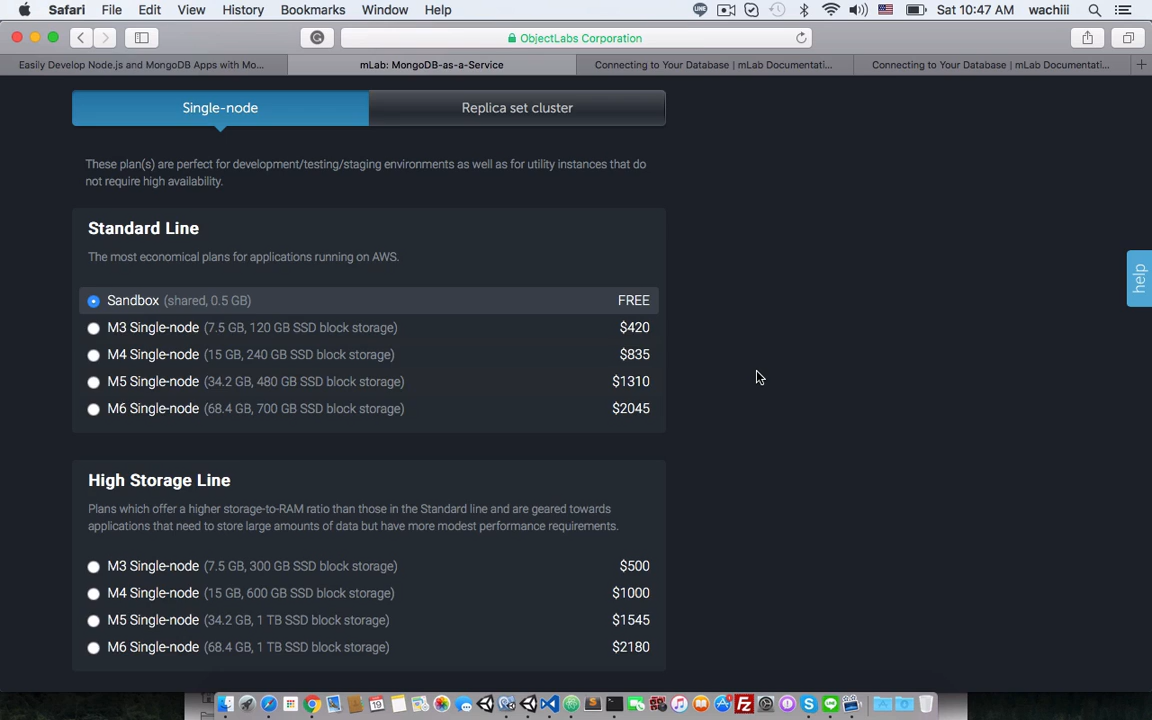 Safari File Edit View History Bookmarks Window Help Sat 10:47 AM wachiii
ObjectLabs Corporation
Easily Develop Node.js and MongoDB Apps with Mo... mLab: MongoDB-as-a-Service Connecting to Your Database | mLab Documentati... Connecting to Your Database | mLab Documentati...
Single-node Replica set cluster
These plan(s) are perfect for development/testing/staging environments as well as for utility instances that do
not require high availability.
Standard Line
The most economical plans for applications running on AWS.
Sandbox (shared, 0.5 GB) FREE
M3 Single-node (7.5 GB, 120 GB SSD block storage) $420
M4 Single-node (15 GB, 240 GB SSD block storage) $835
M5 Single-node (34.2 GB, 480 GB SSD block storage) $1310
M6 Single-node (68.4 GB, 700 GB SSD block storage) $2045
help
High Storage Line
Plans which offer a higher storage-to-RAM ratio than those in the Standard line and are geared towards
applications that need to store large amounts of data but have more modest performance requirements.
M3 Single-node (7.5 GB, 300 GB SSD block storage) $500
M4 Single-node (15 GB, 600 GB SSD block storage) $1000
M5 Single-node (34.2 GB, 1 TB SSD block storage) $1545
M6 Single-node (68.4 GB, 1 TB SSD block storage) $2180